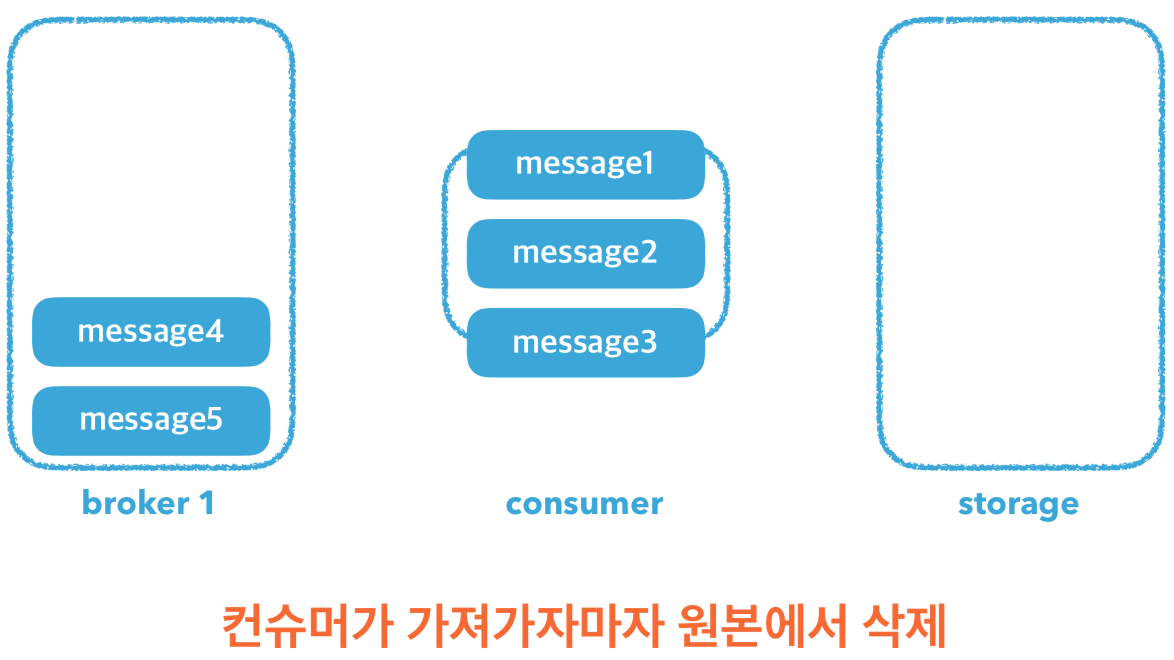 message1
message2
message3
message4
message5
broker 1
consumer
storage
컨슈머가 가져가자마자 원본에서 삭제